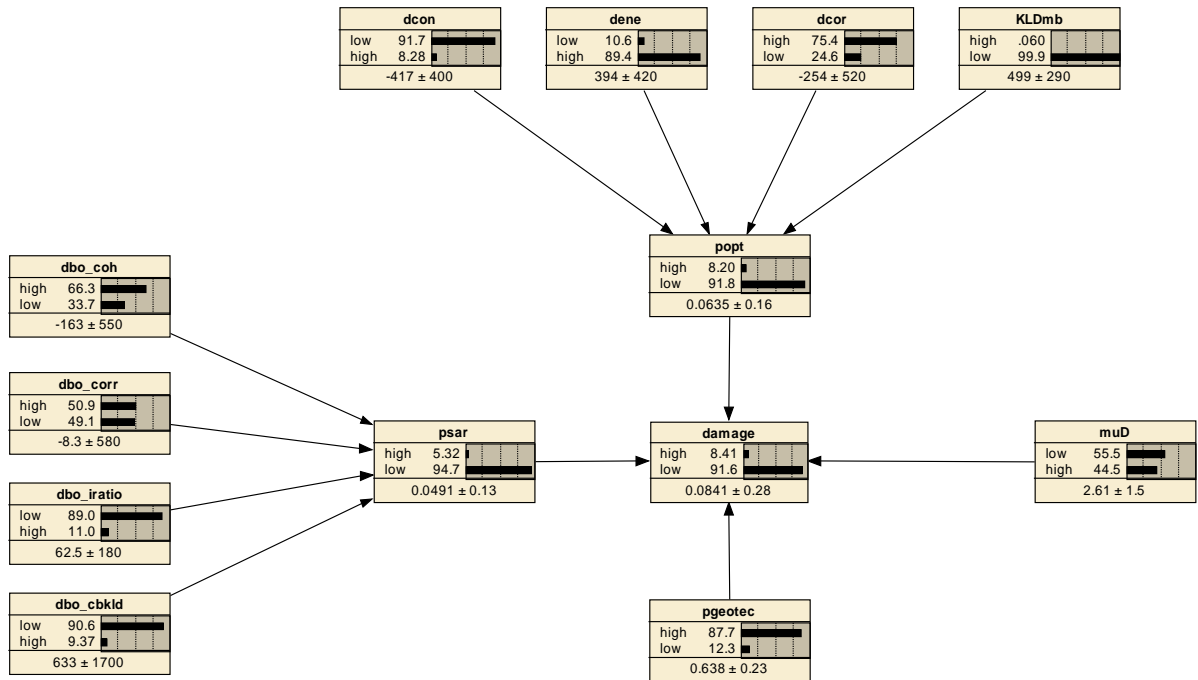 dcon
low 91.7
high 8.28
-417 ± 400
dene
low 10.6
high 89.4
394 ± 420
dcor
low 75.4
high 24.6
-254 ± 520
KLDmb
high .060
low 99.9
499 ± 290
popt
high 8.20
low 91.8
0.0635 ± 0.16
dbo_coh
high 66.3
low 33.7
-163 ± 550
dbo_corr
high 50.9
low 49.1
-8.3 ± 580
dbo_iratio
low 89.0
high 11.0
62.5 ± 180
dbo_cbkld
low 90.6
high 9.37
633 ± 1700
psar
high 5.32
low 94.7
0.0491 ± 0.13
damage
high 8.41
low 91.6
0.0841 ± 0.28
muD
low 55.5
high 44.5
2.61 ± 1.5
pgeotec
high 87.7
low 12.3
0.638 ± 0.23